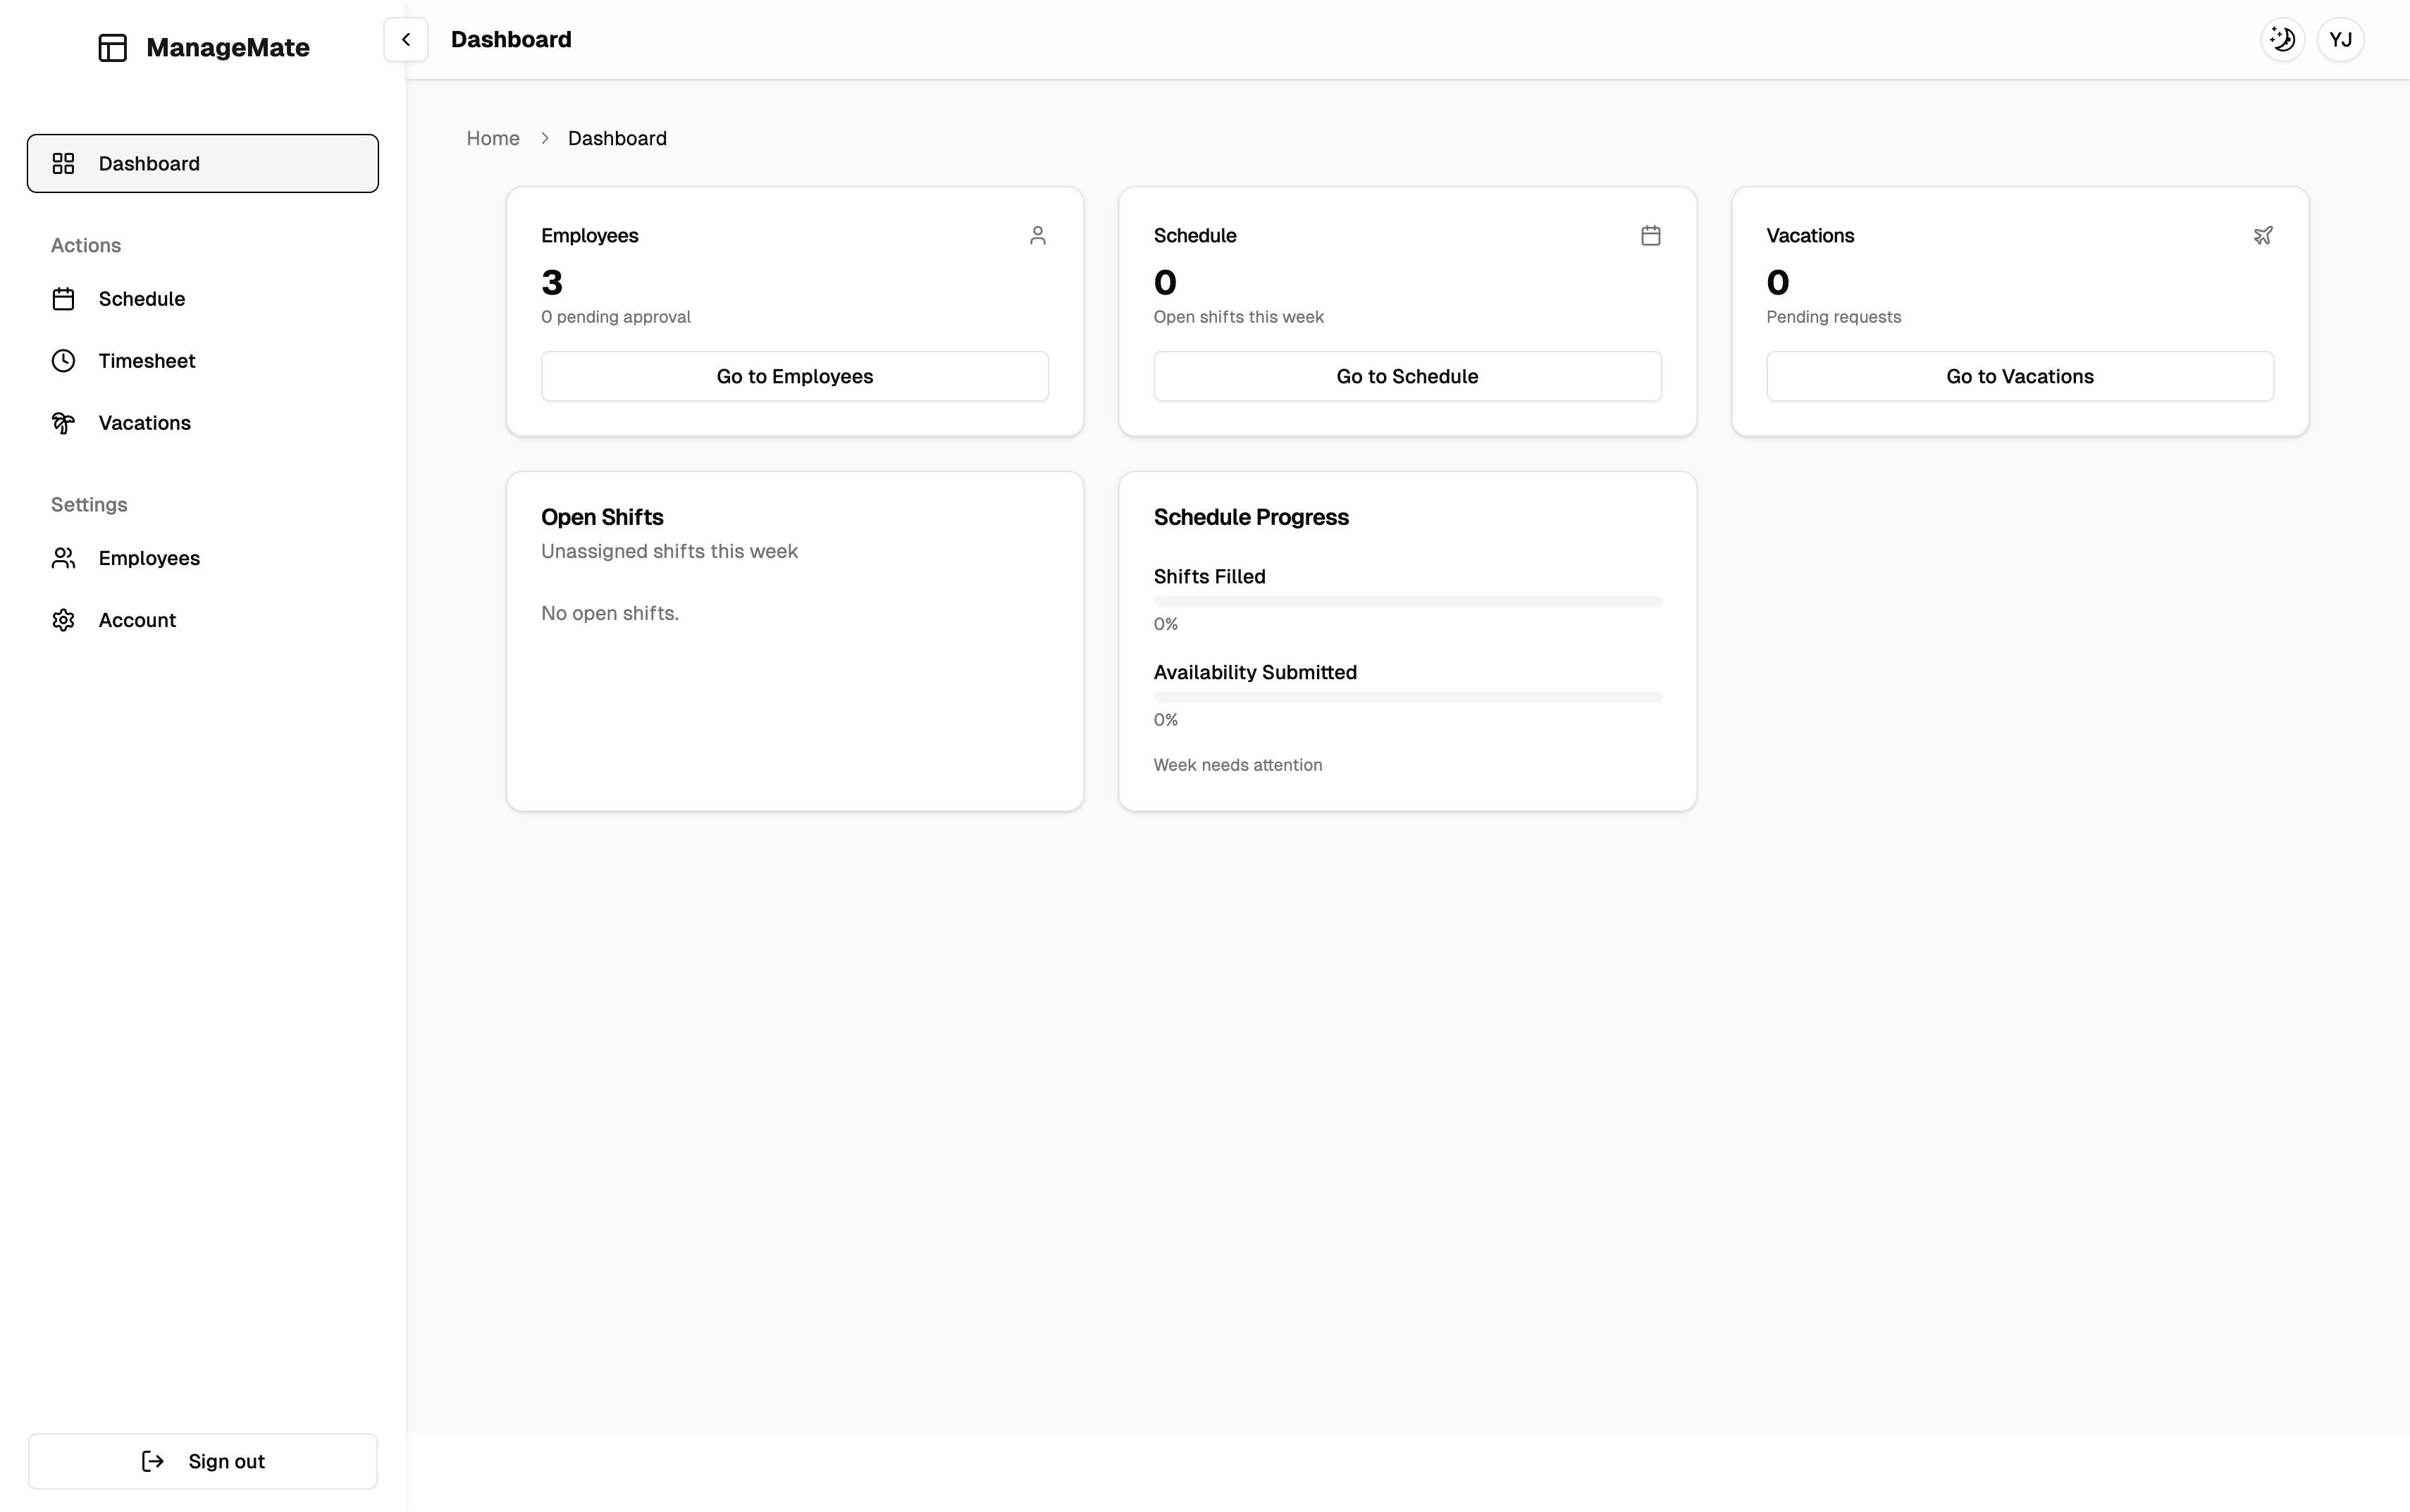 ManageMate
Dashboard
YJ
Dashboard
Actions
Schedule
Timesheet
Vacations
Settings
Employees
Account
Sign out
Home
Dashboard
Employees
3
0 pending approval
Go to Employees
Schedule
0
Open shifts this week
Go to Schedule
Vacations
0
Pending requests
Go to Vacations
Open Shifts
Unassigned shifts this week
No open shifts.
Schedule Progress
Shifts Filled
0%
Availability Submitted
0%
Week needs attention